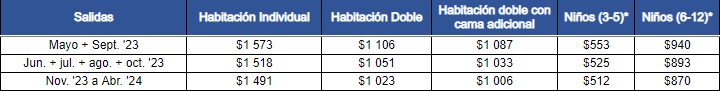 Salidas Habitación Individual Habitación Doble Habitación doble con cama adicional Niños (3-5)* Niños (6-12)*
Mayo + Sept. '23 $1 573 $1 106 $1 087 $553 $940
Jun. + jul. + ago. + oct. '23 $1 518 $1 051 $1 033 $525 $893
Nov. '23 a Abr. '24 $1 491 $1 023 $1 006 $512 $870